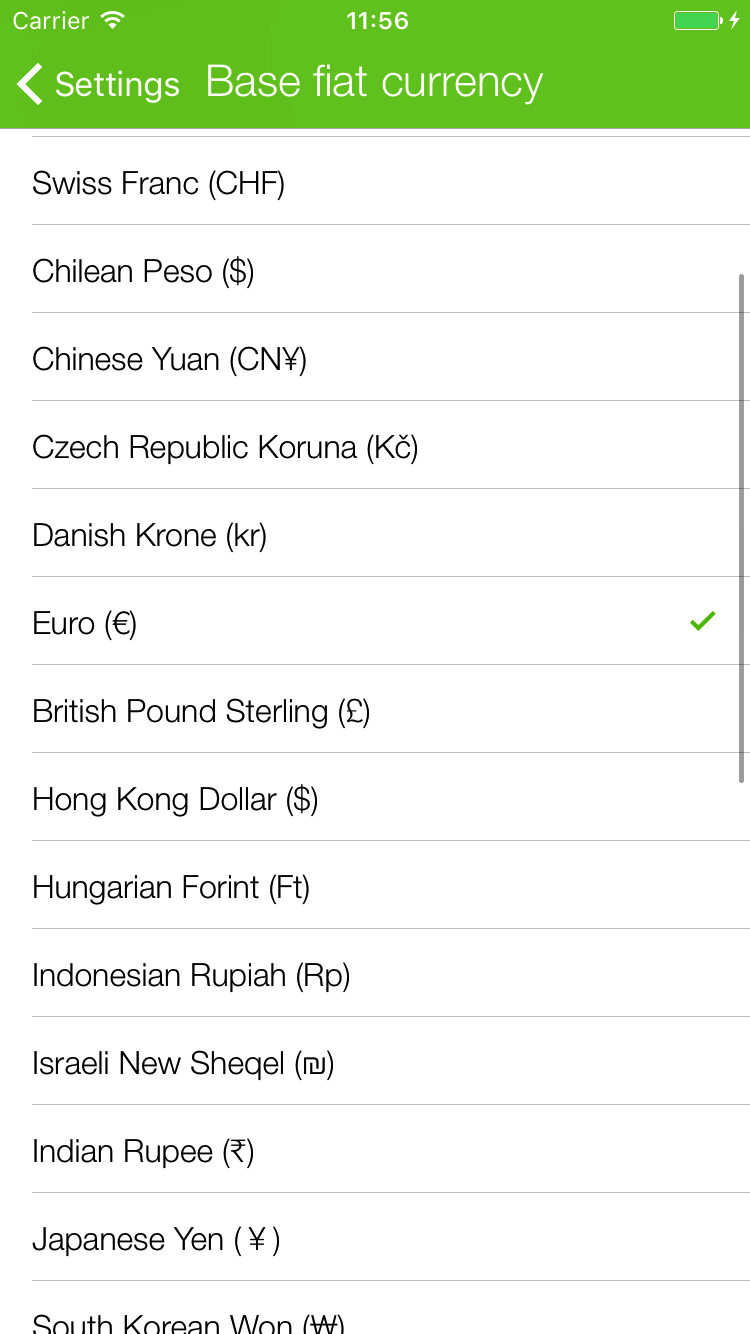 Carrier 11:56
Settings Base fiat currency
Swiss Franc (CHF)
Chilean Peso ($)
Chinese Yuan (CN¥)
Czech Republic Koruna (Kč)
Danish Krone (kr)
Euro (€)
British Pound Sterling (£)
Hong Kong Dollar ($)
Hungarian Forint (Ft)
Indonesian Rupiah (Rp)
Israeli New Sheqel (₪)
Indian Rupee (₹)
Japanese Yen (¥)
South Korean Won (₩)